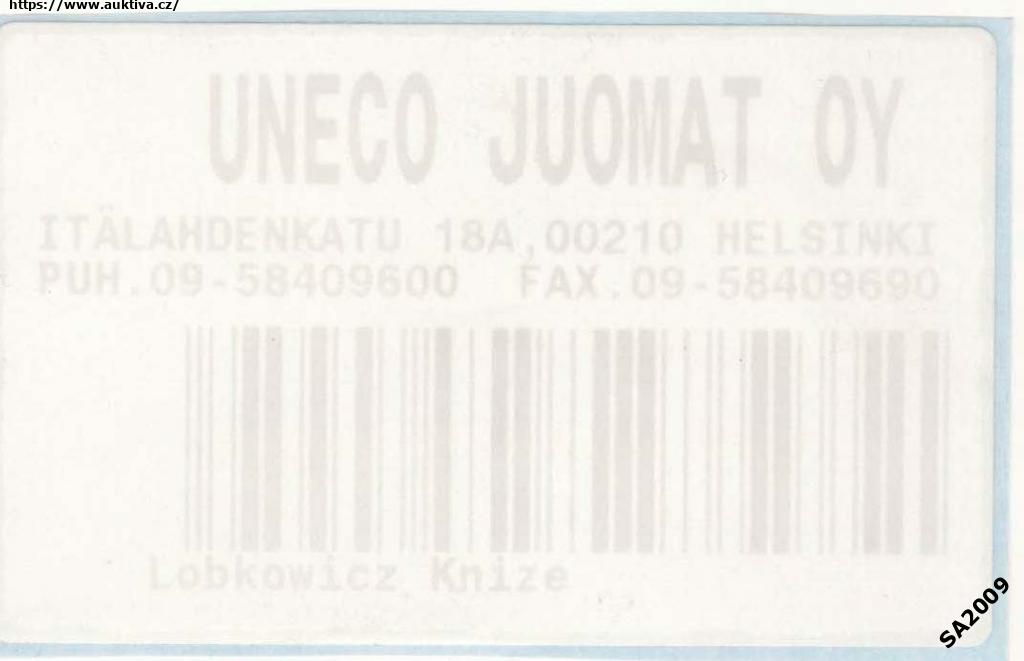 https://www.auktiva.cz/
UNECO JUOMAT OY
ITÄLAHDENKATU 18A,00210 HELSINKI
PUH.09-58409600 FAX.09-58409690
Lobkowicz Knize
SA2009